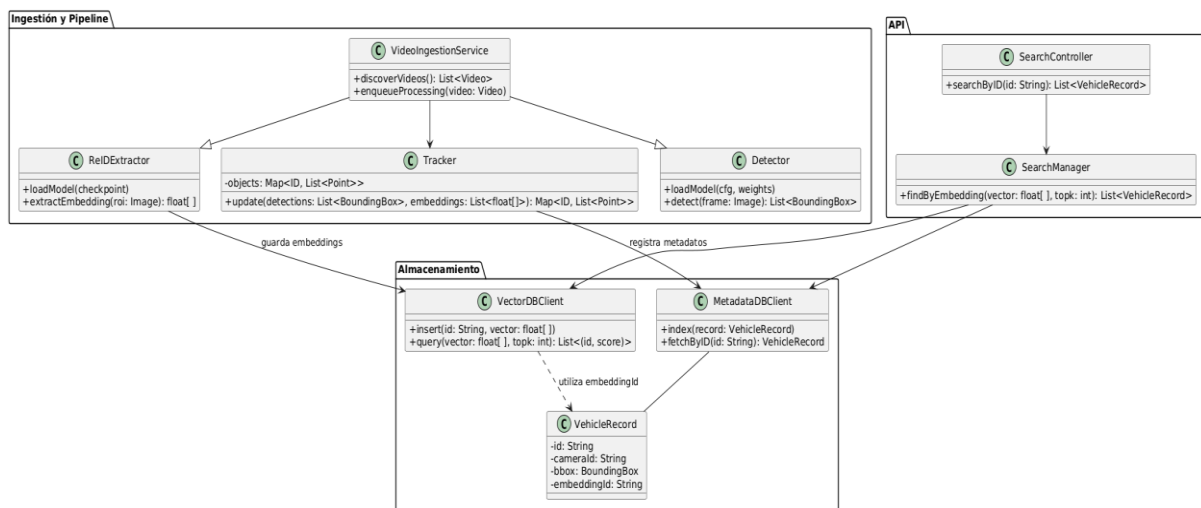 Ingestión y Pipeline
C VideoIngestionService
+discoverVideos(): List<Video>
+enqueueProcessing(video: Video)
C ReIDExtractor
+loadModel(checkpoint)
+extractEmbedding(roi: Image): float[ ]
C Tracker
-objects: Map<ID, List<Point>>
+update(detections: List<BoundingBox>, embeddings: List<float[]>): Map<ID, List<Point>>
C Detector
+loadModel(cfg, weights)
+detect(frame: Image): List<BoundingBox>
API
C SearchController
+searchByID(id: String): List<VehicleRecord>
C SearchManager
+findByEmbedding(vector: float[ ], topk: int): List<VehicleRecord>
guarda embeddings
registra metadatos
Almacenamiento
C VectorDBClient
+insert(id: String, vector: float[ ])
+query(vector: float[ ], topk: int): List<(id, score)>
C MetadataDBClient
+index(record: VehicleRecord)
+fetchByID(id: String): VehicleRecord
utiliza embeddingId
C VehicleRecord
-id: String
-cameraId: String
-bbox: BoundingBox
-embeddingId: String